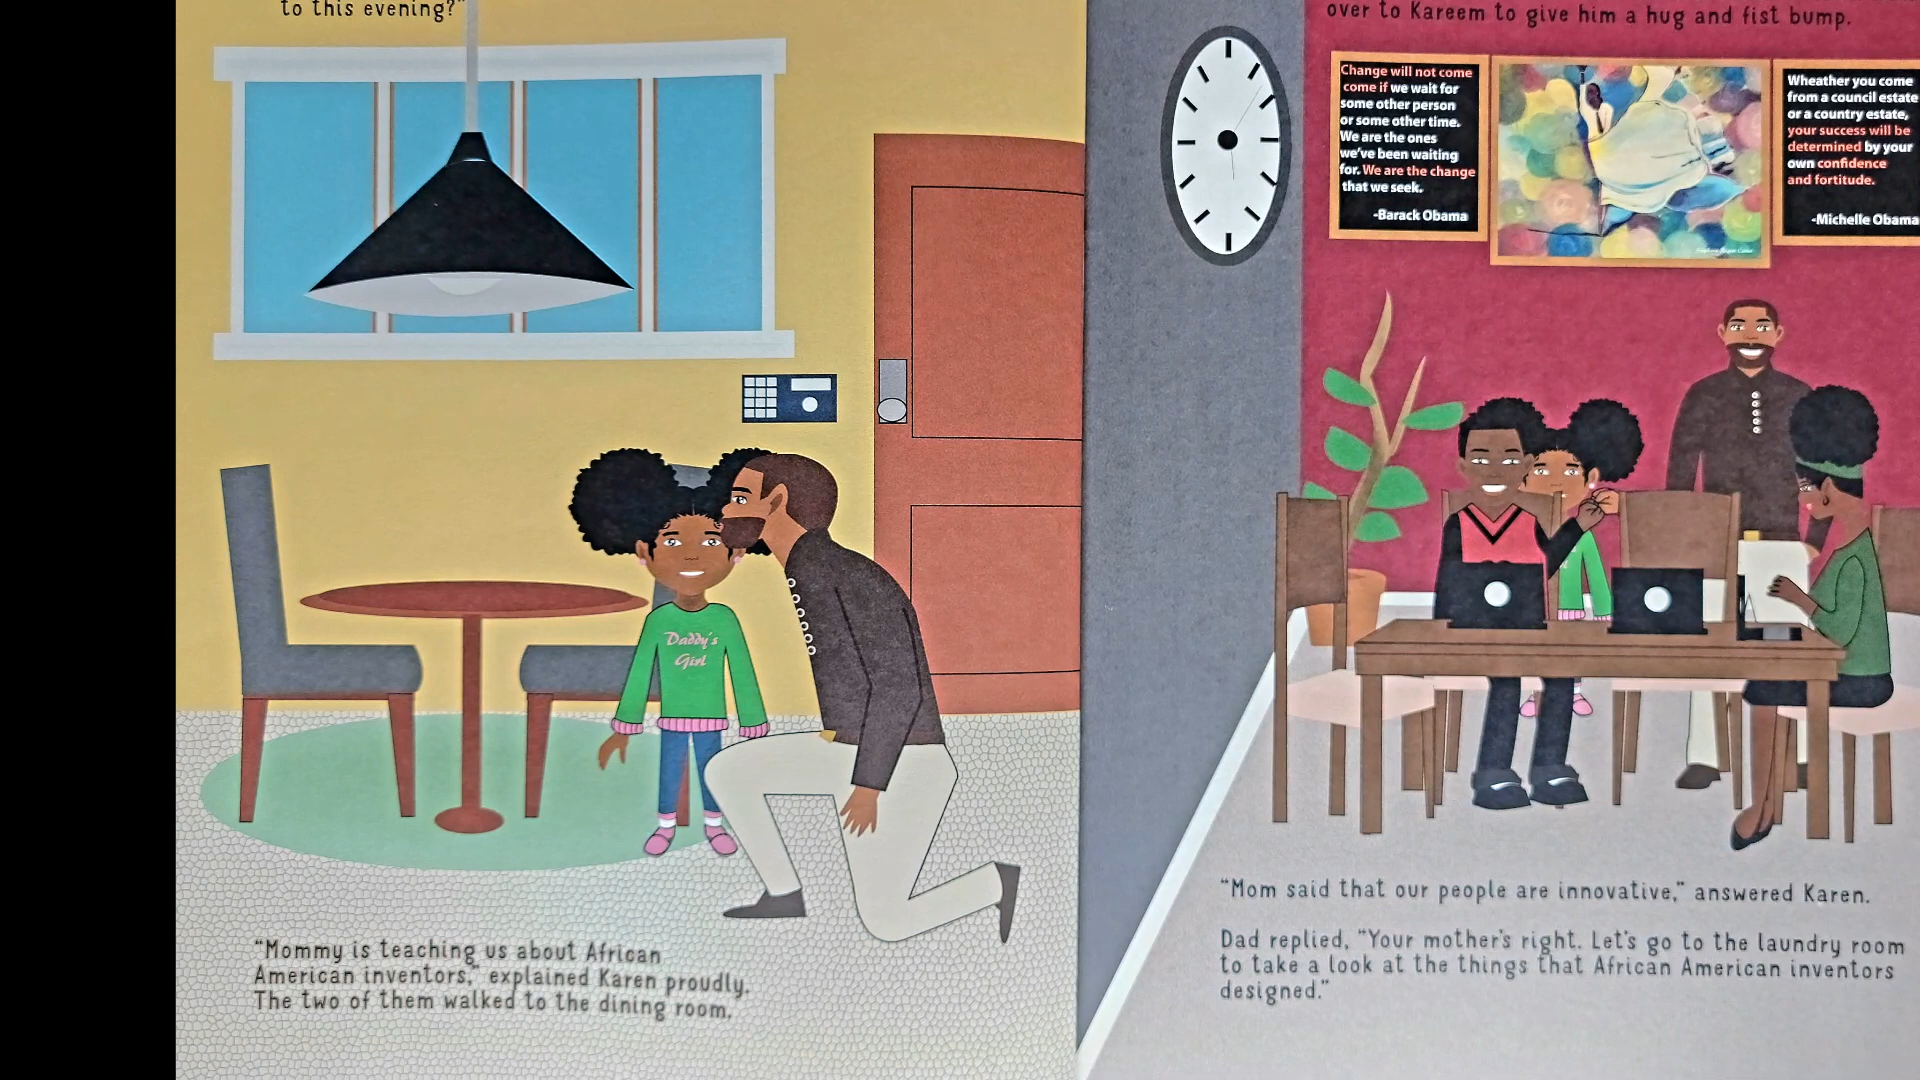 to this evening?"
Daddy's
Girl
"Mommy is teaching us about African
American inventors," explained Karen proudly.
The two of them walked to the dining room.
over to Kareem to give him a hug and fist bump.
Change will not come
come if we wait for
some other person
or some other time.
We are the ones
we've been waiting
for. We are the change
that we seek.
-Barack Obama
Wheather you come
from a council estate
or a country estate,
your success will be
determined by your
own confidence
and fortitude.
-Michelle Obama
"Mom said that our people are innovative," answered Karen.
Dad replied, "Your mother's right. Let's go to the laundry room
to take a look at the things that African American inventors
designed."